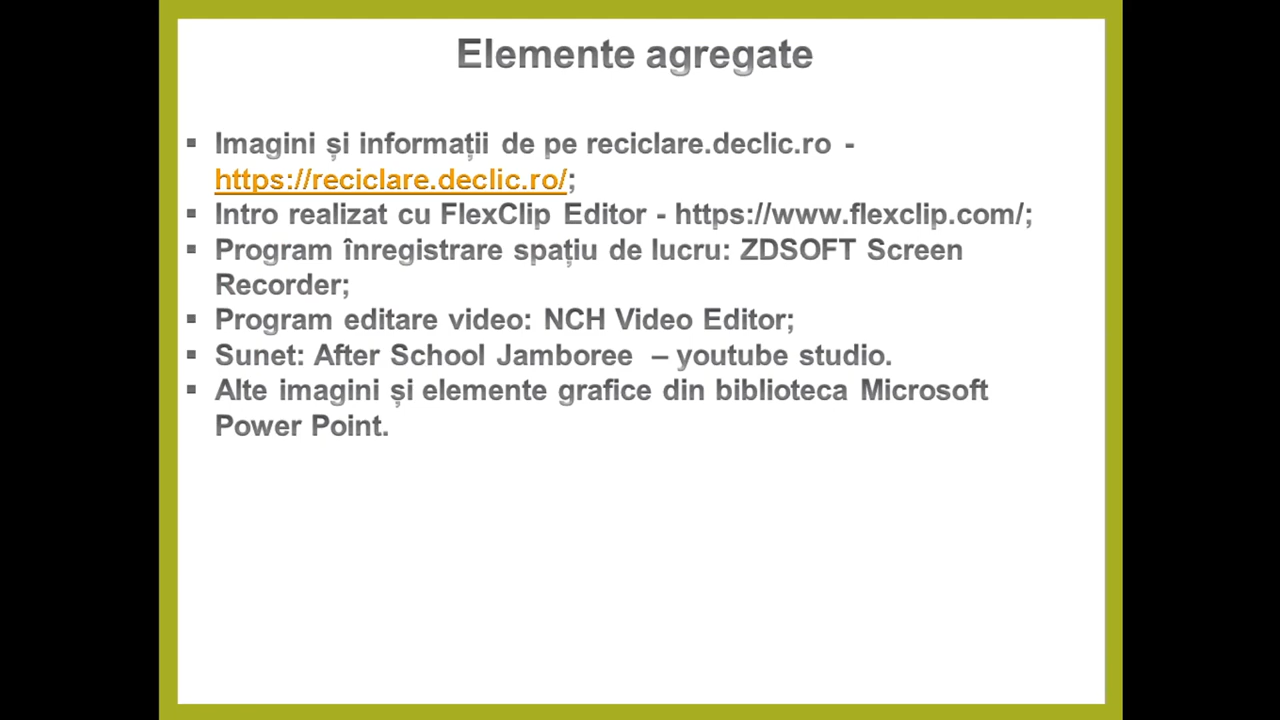 Elemente agregate
▪ Imagini și informații de pe reciclare.declic.ro -
https://reciclare.declic.ro/;
▪ Intro realizat cu FlexClip Editor - https://www.flexclip.com/;
▪ Program înregistrare spațiu de lucru: ZDSOFT Screen
Recorder;
▪ Program editare video: NCH Video Editor;
▪ Sunet: After School Jamboree – youtube studio.
▪ Alte imagini și elemente grafice din biblioteca Microsoft
Power Point.